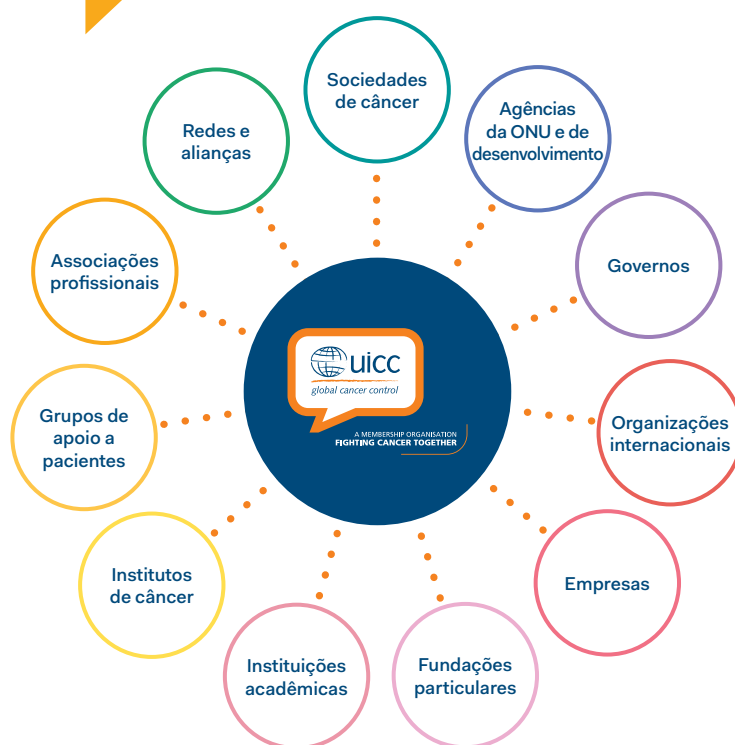 Sociedades
de câncer
Agências
da ONU e de
desenvolvimento
Governos
Organizações
internacionais
Empresas
Fundações
particulares
Instituições
acadêmicas
Institutos
de câncer
Grupos de
apoio a
pacientes
Associações
profissionais
Redes e
alianças
uicc
global cancer control
A MEMBERSHIP ORGANISATION
FIGHTING CANCER TOGETHER